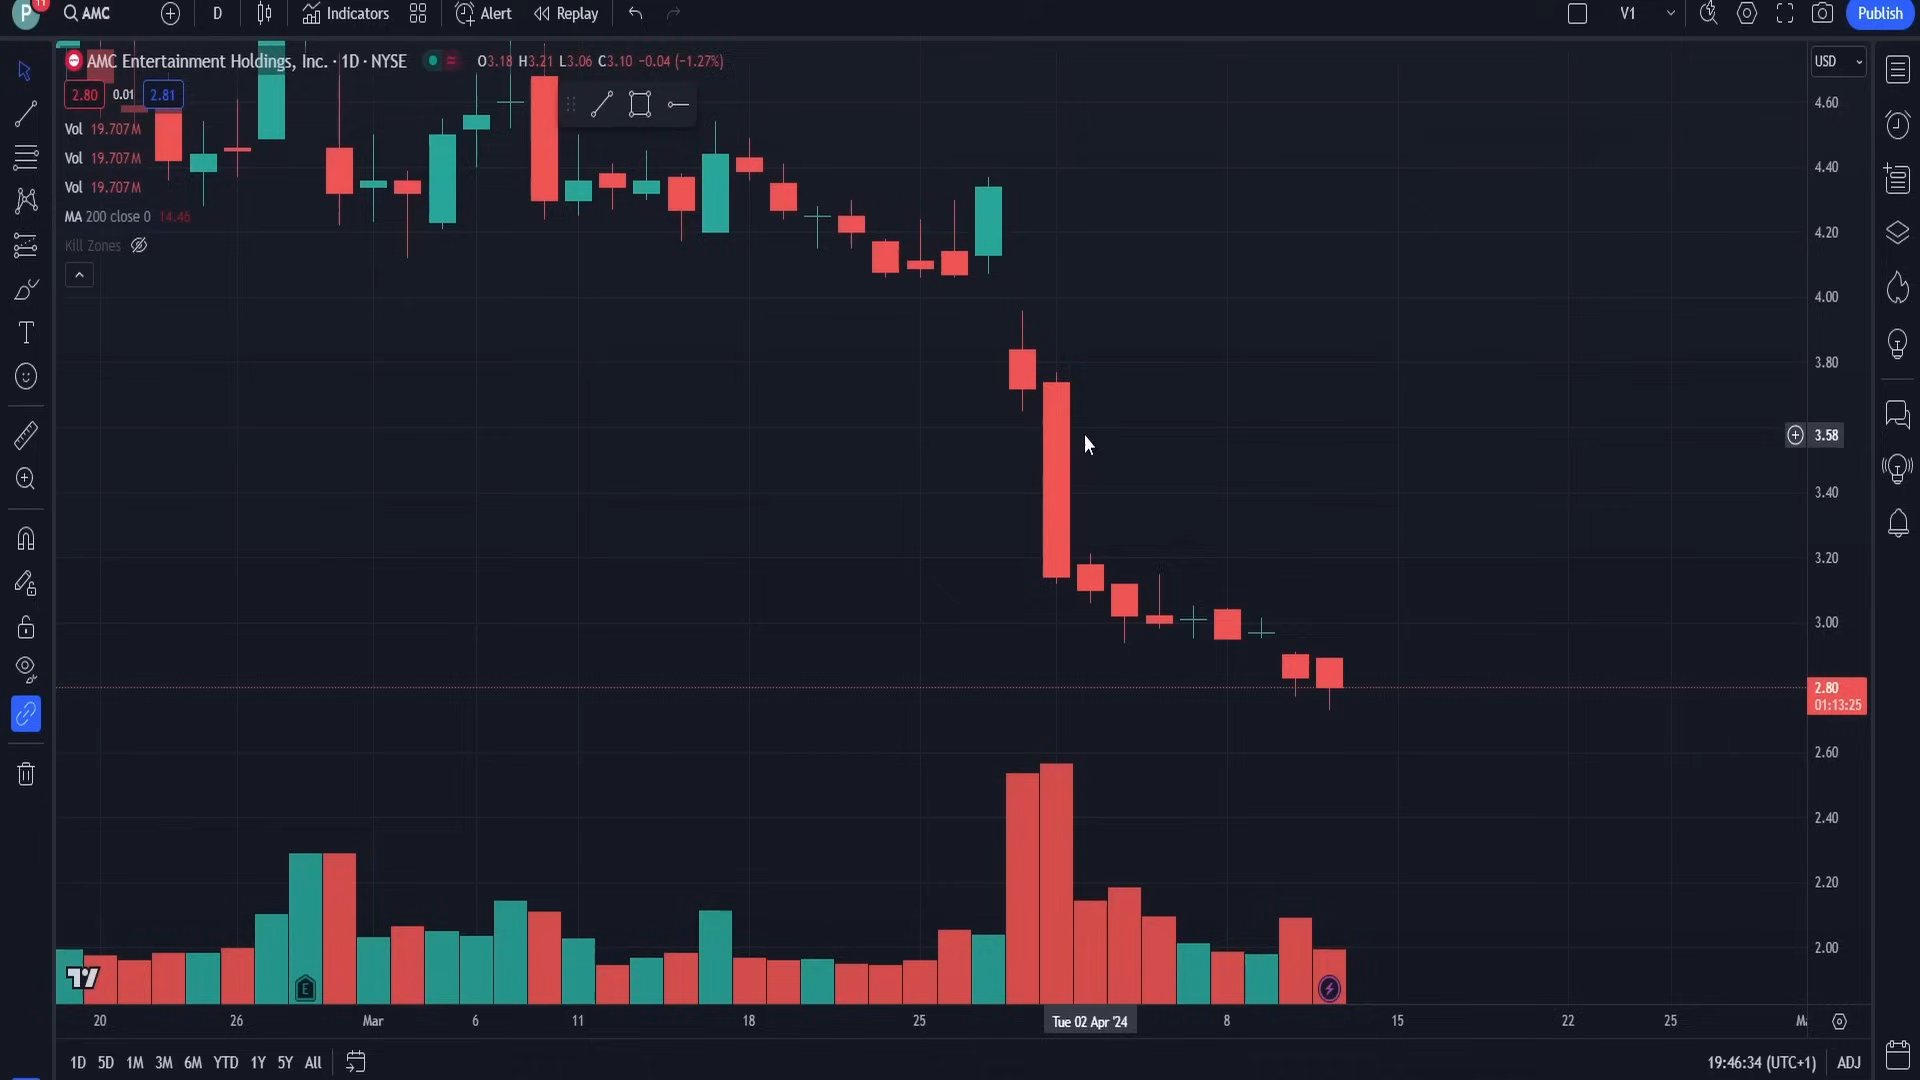 P 11 AMC D Indicators Alert Replay V1 Publish
AMC Entertainment Holdings, Inc. · 1D · NYSE O3.18 H3.21 L3.06 C3.10 −0.04 (−1.27%) USD
2.80 0.01 2.81
Vol 19.707M
Vol 19.707M
Vol 19.707M
MA 200 close 0 14.46
Kill Zones
4.60
4.40
4.20
4.00
3.80
3.58
3.40
3.20
3.00
2.80
01:13:25
2.60
2.40
2.20
2.00
E
20 26 Mar 6 11 18 25 Tue 02 Apr '24 8 15 22 25
1D 5D 1M 3M 6M YTD 1Y 5Y All 19:46:34 (UTC+1) ADJ